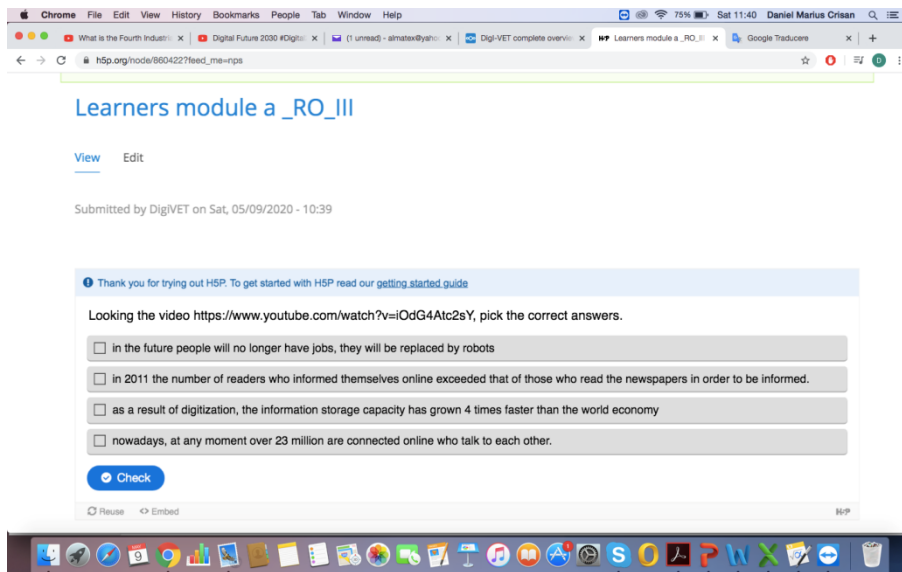 Chrome File Edit View History Bookmarks People Tab Window Help 75% Sat 11:40 Daniel Marius Crisan
What is the Fourth Industri Digital Future 2030 #Digital (1 unread) - almatex@yaho Digi-VET complete overvie Learners module a _RO_II Google Traducere
h5p.org/node/860422?feed_me=nps
Learners module a _RO_III
View Edit
Submitted by DigiVET on Sat, 05/09/2020 - 10:39
Thank you for trying out H5P. To get started with H5P read our getting started guide
Looking the video https://www.youtube.com/watch?v=iOdG4Atc2sY, pick the correct answers.
in the future people will no longer have jobs, they will be replaced by robots
in 2011 the number of readers who informed themselves online exceeded that of those who read the newspapers in order to be informed.
as a result of digitization, the information storage capacity has grown 4 times faster than the world economy
nowadays, at any moment over 23 million are connected online who talk to each other.
Check
Reuse Embed H5P